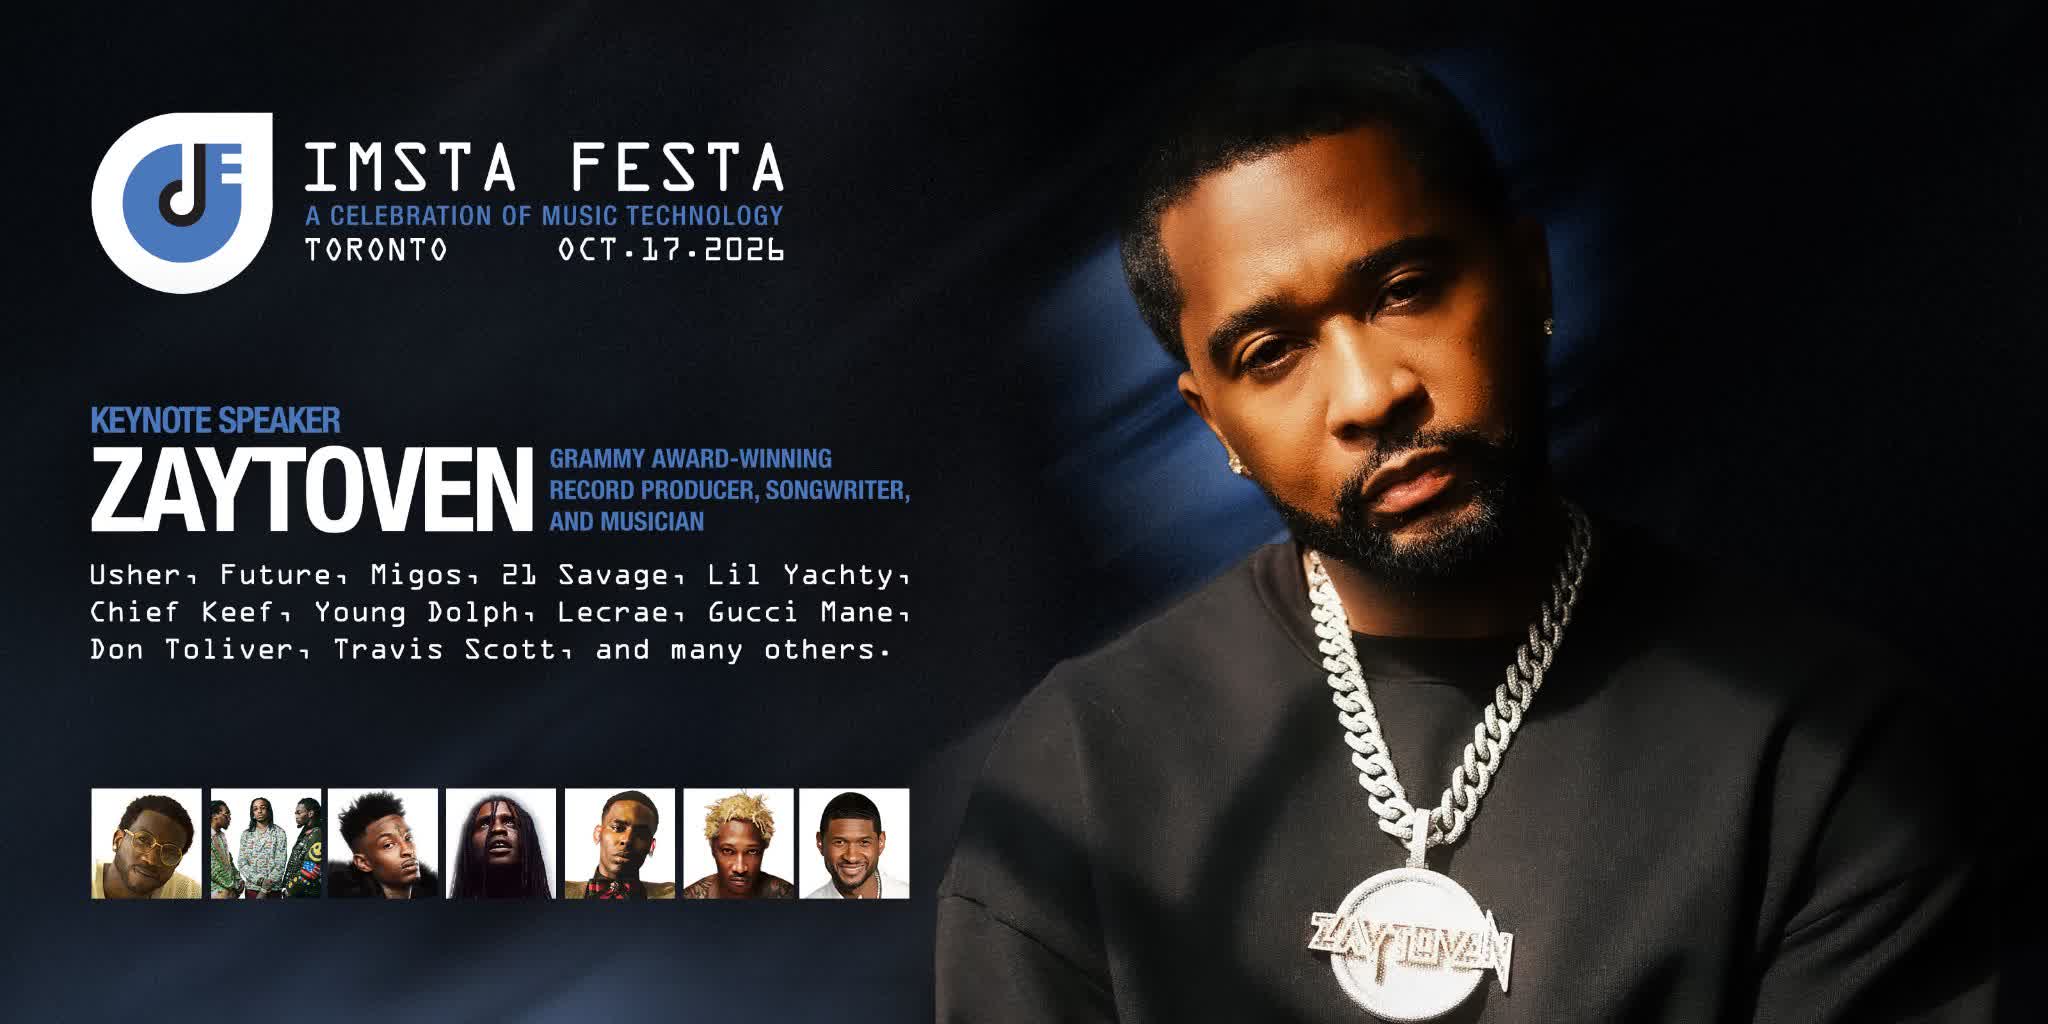 IMSTA FESTA
A CELEBRATION OF MUSIC TECHNOLOGY
TORONTO OCT.17.2026
KEYNOTE SPEAKER
ZAYTOVEN
GRAMMY AWARD-WINNING
RECORD PRODUCER, SONGWRITER,
AND MUSICIAN
Usher, Future, Migos, 21 Savage, Lil Yachty,
Chief Keef, Young Dolph, Lecrae, Gucci Mane,
Don Toliver, Travis Scott, and many others.
ZAYTOVEN